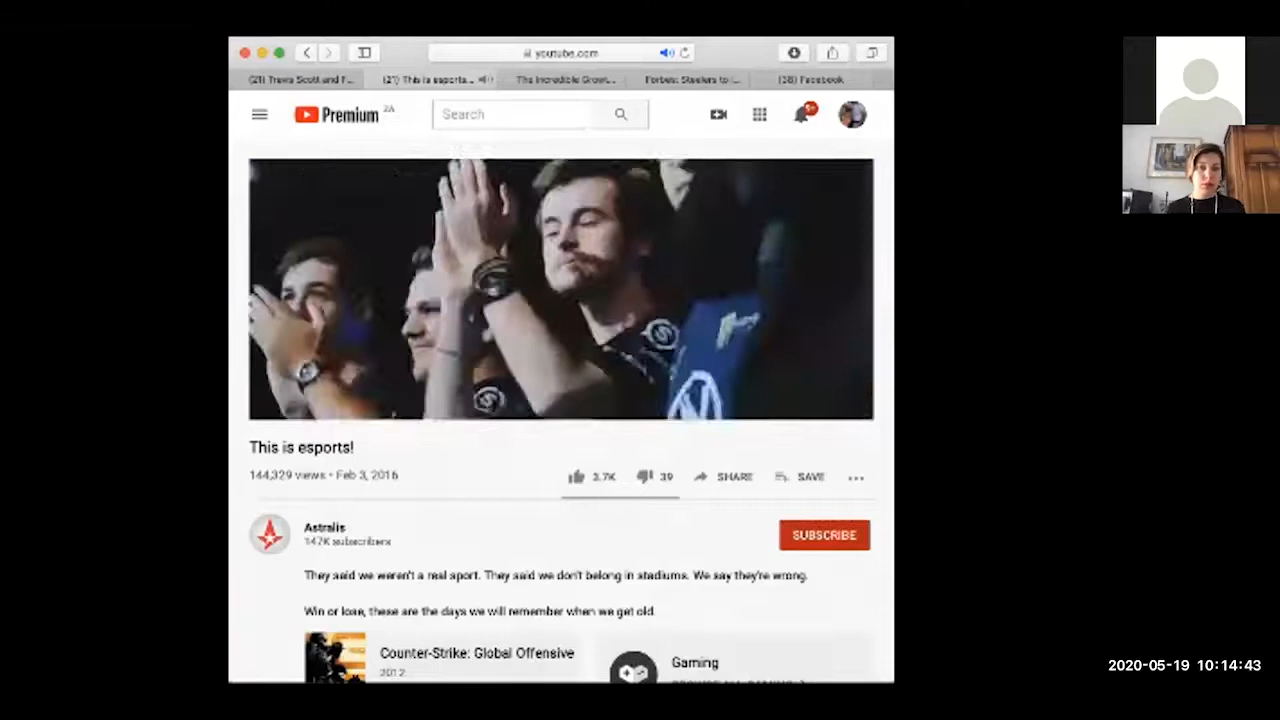 youtube.com
(21) Travis Scott and F...
(21) This is esports...
The Incredible Growt...
Forbes: Steelers to l...
(38) Facebook
Premium ZA
Search
9+
This is esports!
144,329 views • Feb 3, 2016
3.7K
39
SHARE
SAVE
Astralis
147K subscribers
SUBSCRIBE
They said we weren't a real sport. They said we don't belong in stadiums. We say they're wrong.
Win or lose, these are the days we will remember when we get old.
Counter-Strike: Global Offensive
2012
Gaming
2020-05-19 10:14:43